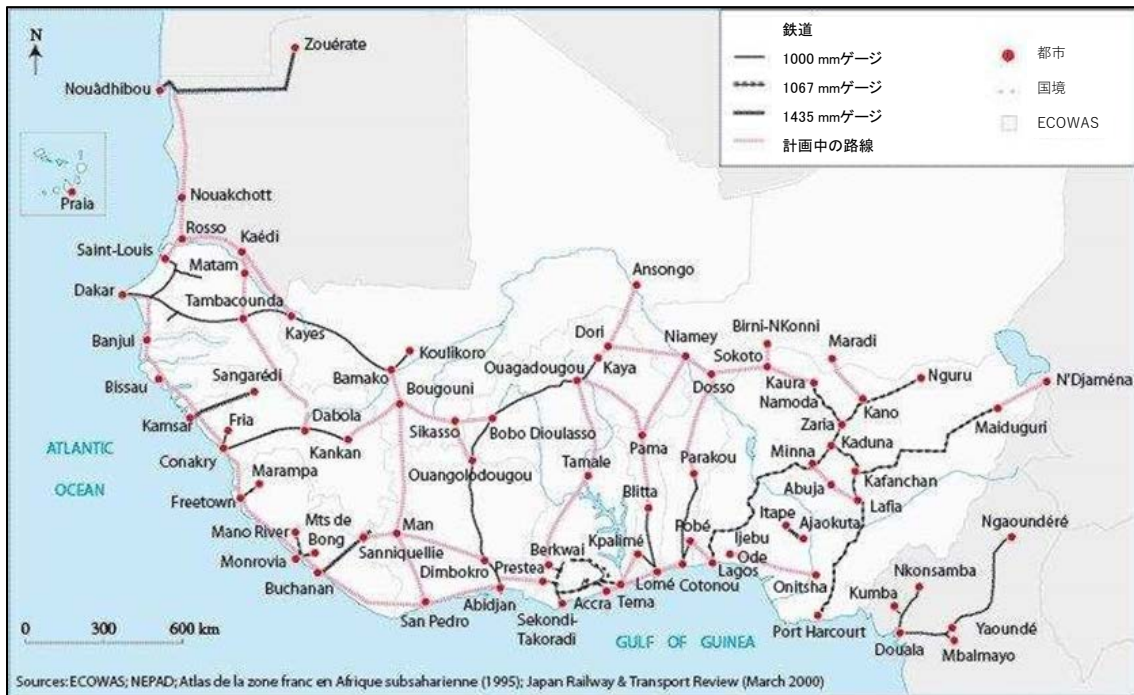 鉄道
1000 mmゲージ
1067 mmゲージ
1435 mmゲージ
計画中の路線
都市
国境
ECOWAS
N
Zouérate
Nouâdhibou
Praia
Nouakchott
Rosso
Kaédi
Saint-Louis
Matam
Dakar
Tambacounda
Kayes
Banjul
Koulikoro
Bamako
Bissau
Sangarédi
Bougouni
Kamsar
Fria
Dabola
Sikasso
Bobo Dioulasso
Kankan
Conakry
Marampa
Ouangolodougou
Freetown
Mano River
Mts de
Bong
Man
Sanniquellie
Monrovia
Buchanan
Dimbokro
Abidjan
San Pedro
Ansongo
Dori
Niamey
Ouagadougou
Kaya
Birni-NKonni
Maradi
Sokoto
Dosso
Kaura
Namoda
Nguru
N'Djaména
Kano
Zaria
Maiduguri
Pama
Kaduna
Minna
Tamale
Parakou
Kafanchan
Abuja
Blitta
Lafia
Itape
Ajaokuta
Pobé
Ijebu
Ode
Kpalimé
Berkwai
Prestea
Lomé
Cotonou
Lagos
Onitsha
Accra
Tema
Sekondi-
Takoradi
Port Harcourt
Ngaoundéré
Nkonsamba
Kumba
Yaoundé
Douala
Mbalmayo
ATLANTIC
OCEAN
GULF OF GUINEA
0 300 600 km
Sources: ECOWAS; NEPAD; Atlas de la zone franc en Afrique subsaharienne (1995); Japan Railway & Transport Review (March 2000)